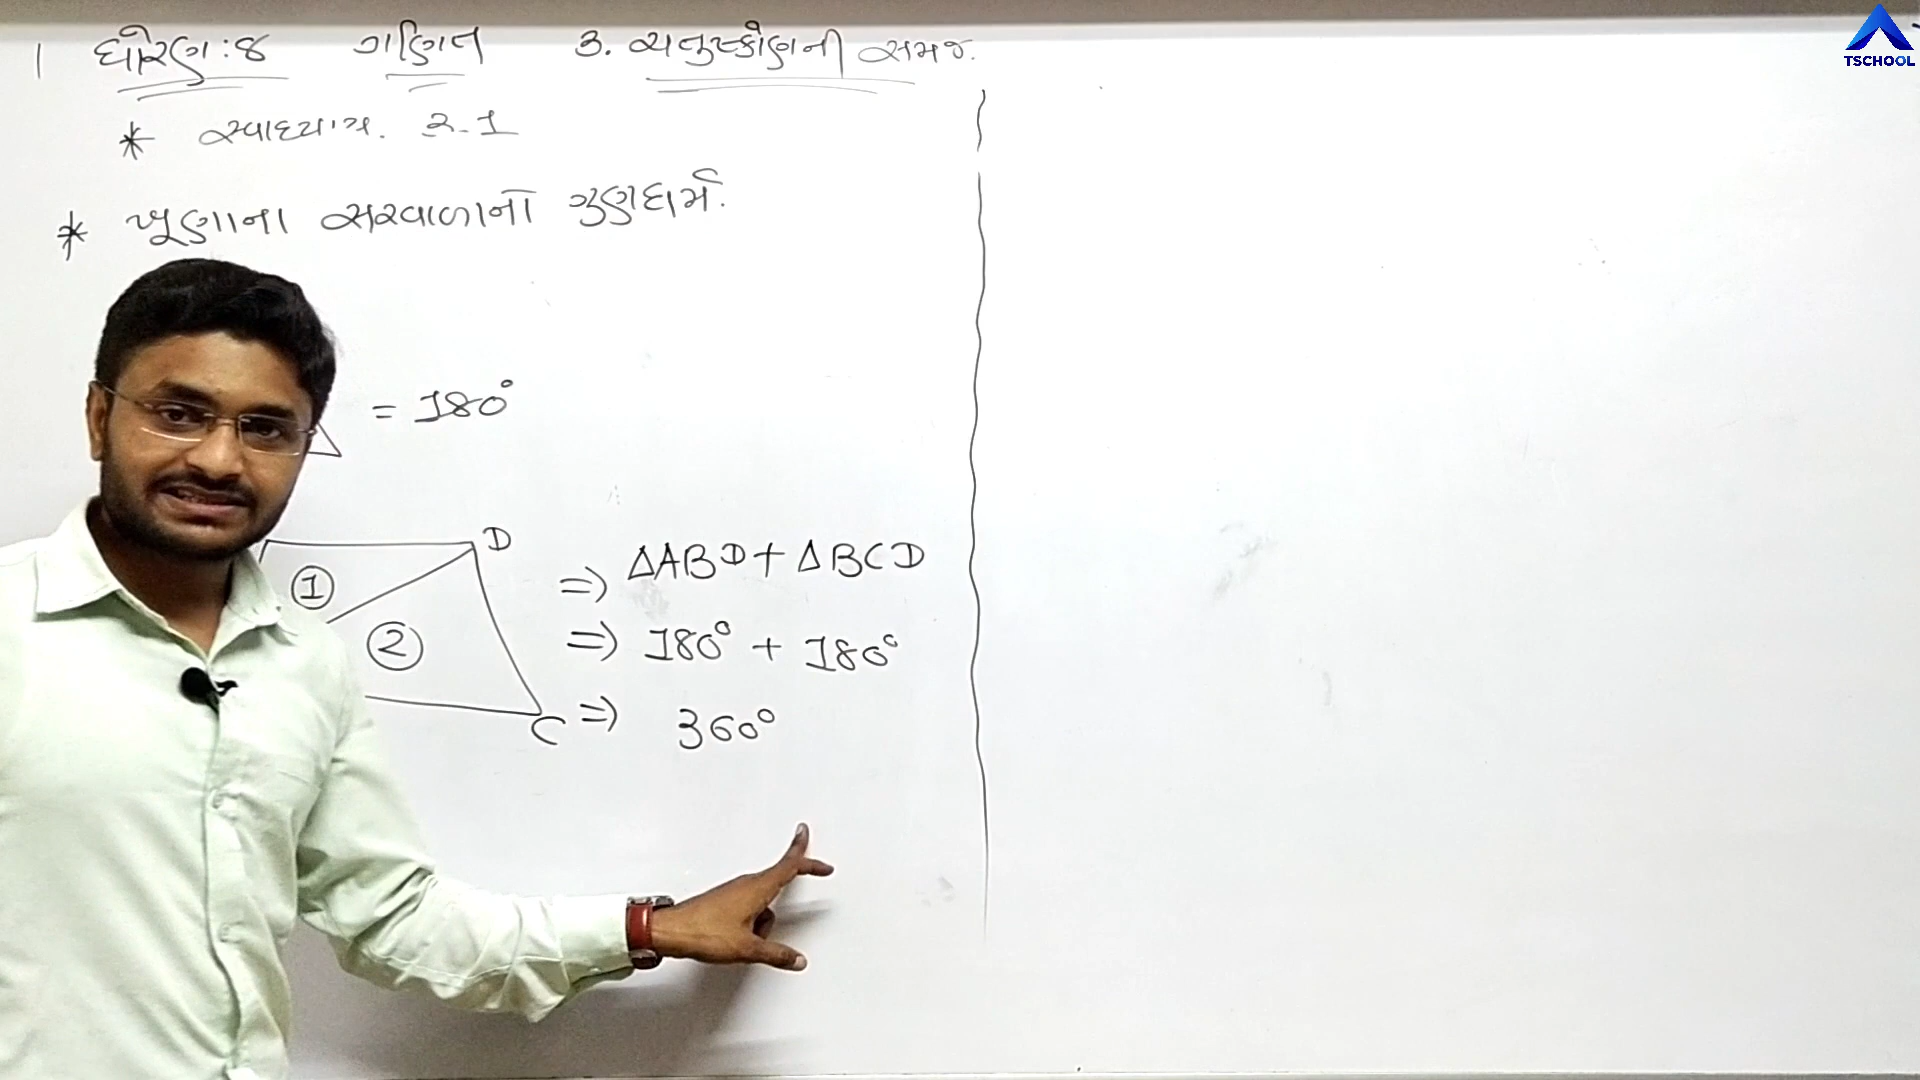 ધોરણ : ૮ ગણિત 3. ચતુષ્કોણની સમજ.
TSCHOOL
* સ્વાધ્યાય. 3.1
* ખૂણાના સરવાળાનો ગુણધર્મ.
= 180°
D
1
2
C
=> ΔABD + ΔBCD
=> 180° + 180°
=> 360°